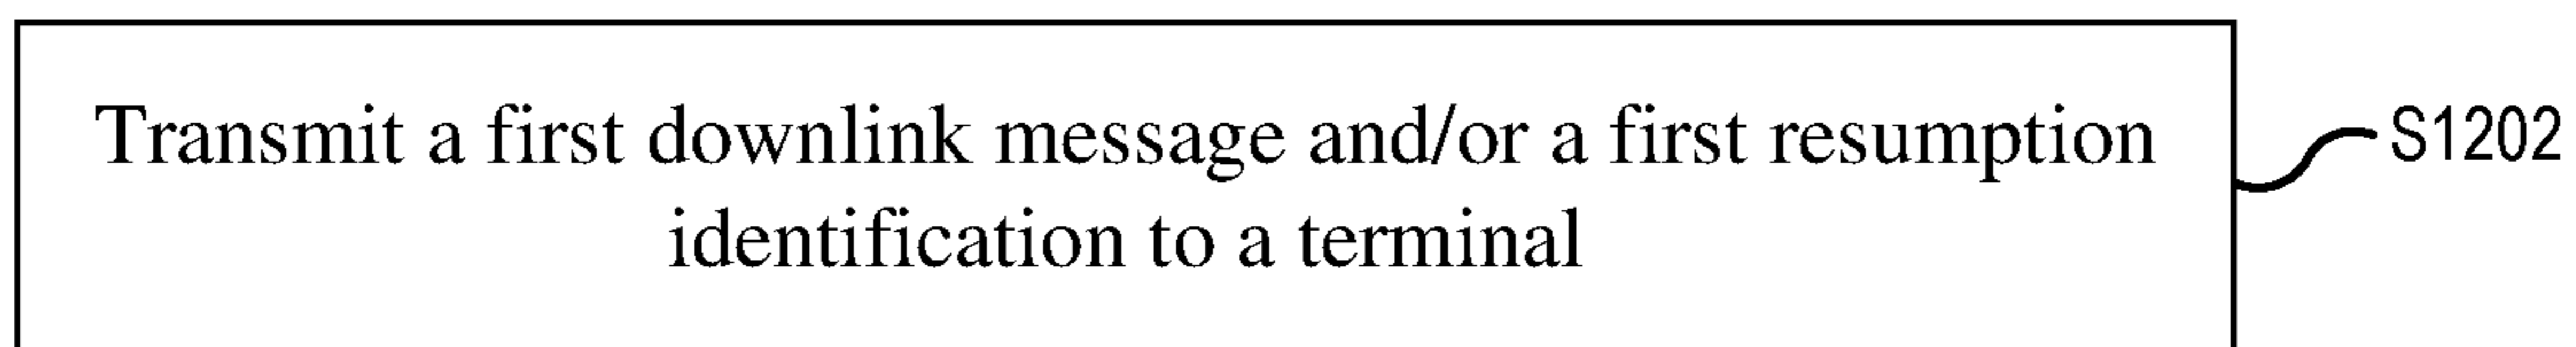 Transmit a first downlink message and/or a first resumption
identification to a terminal
S1202